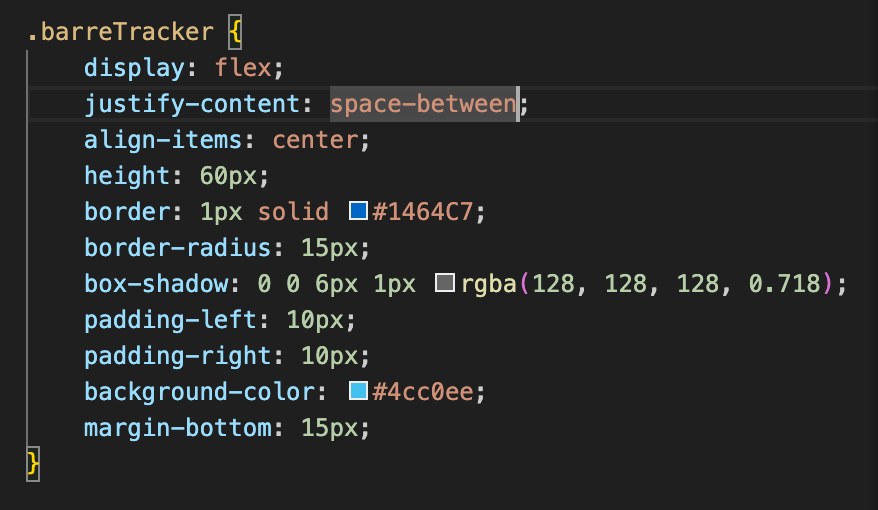 .barreTracker {
display: flex;
justify-content: space-between;
align-items: center;
height: 60px;
border: 1px solid #1464C7;
border-radius: 15px;
box-shadow: 0 0 6px 1px rgba(128, 128, 128, 0.718);
padding-left: 10px;
padding-right: 10px;
background-color: #4cc0ee;
margin-bottom: 15px;
}